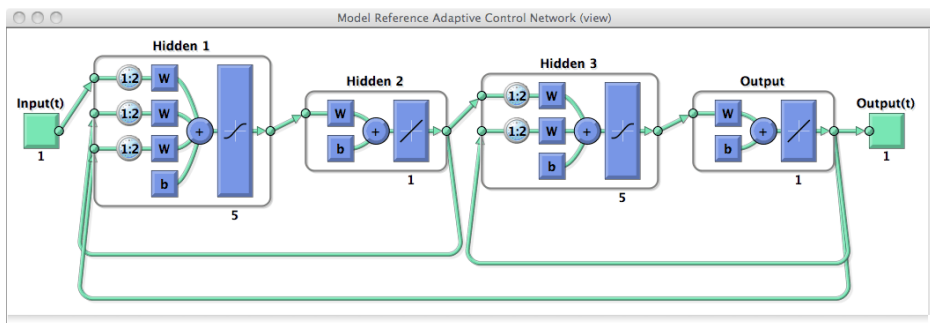 Model Reference Adaptive Control Network (view)
Hidden 1
Hidden 2
Hidden 3
Output
Input(t)
Output(t)
1:2 W
1:2 W
1:2 W
+
b
5
W
b
+
1
1:2 W
1:2 W
+
b
5
W
b
+
1
1
1